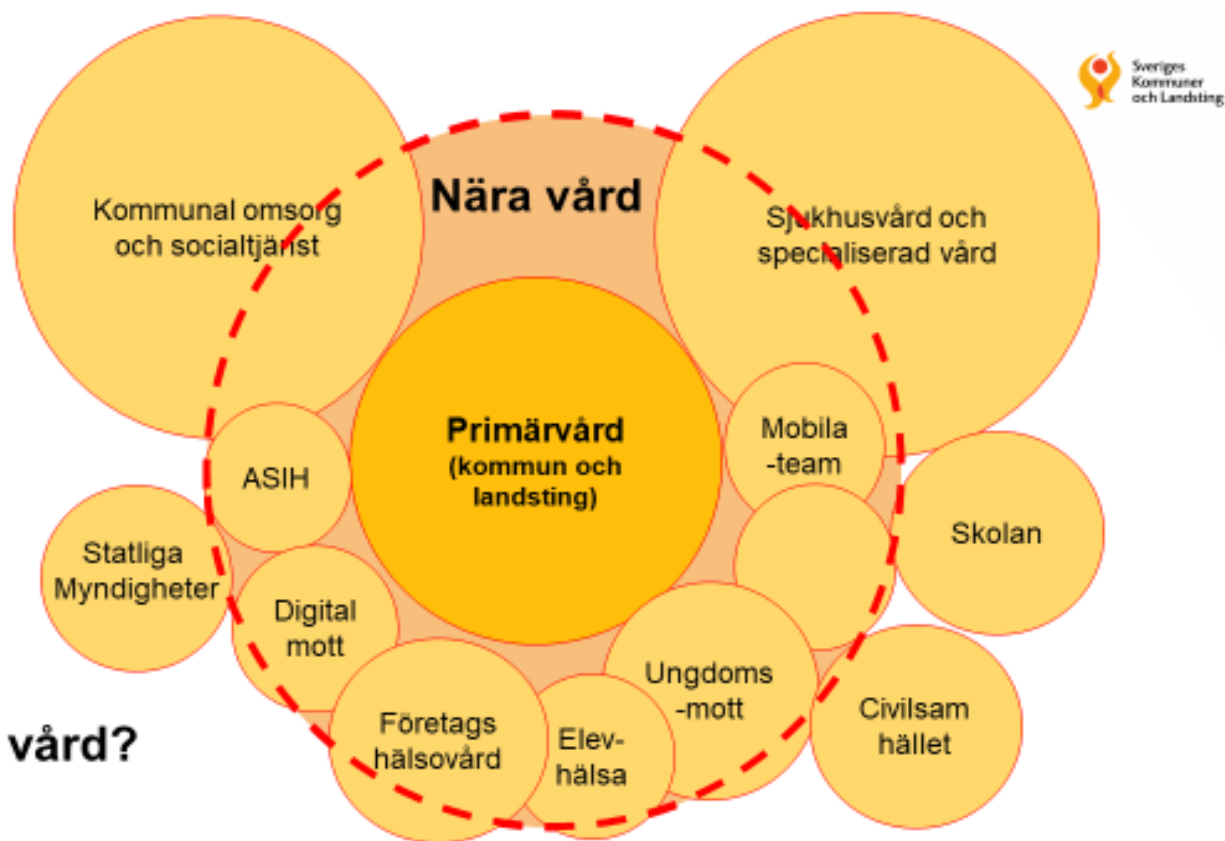 Sveriges
Kommuner
och Landsting
Nära vård
Kommunal omsorg
och socialtjänst
Sjukhusvård och
specialiserad vård
Primärvård
(kommun och
landsting)
Mobila
-team
ASIH
Skolan
Statliga
Myndigheter
Digital
mott
Ungdoms
-mott
Civilsam
hället
Företags
hälsovård
Elev-
hälsa
vård?